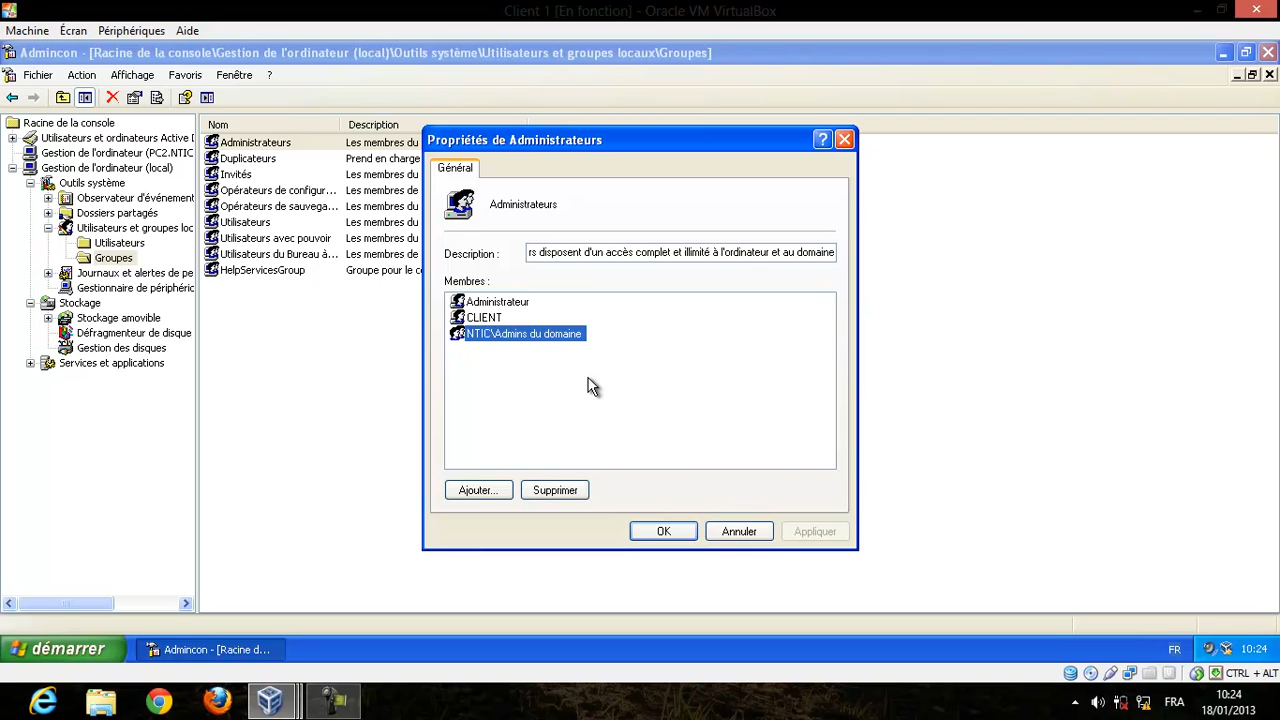 Client 1 [En fonction] - Oracle VM VirtualBox
Machine Écran Périphériques Aide
Admincon - [Racine de la console\Gestion de l'ordinateur (local)\Outils système\Utilisateurs et groupes locaux\Groupes]
Fichier Action Affichage Favoris Fenêtre ?
Racine de la console
Utilisateurs et ordinateurs Active [
Gestion de l'ordinateur (PC2.NTIC
Gestion de l'ordinateur (local)
Outils système
Observateur d'événement
Dossiers partagés
Utilisateurs et groupes loc
Utilisateurs
Groupes
Journaux et alertes de pe
Gestionnaire de périphéric
Stockage
Stockage amovible
Défragmenteur de disque
Gestion des disques
Services et applications
Nom Description
Administrateurs Les membres du
Duplicateurs Prend en charge
Invités Les membres du
Opérateurs de configur... Les membres du
Opérateurs de sauvega... Les membres du
Utilisateurs Les membres du
Utilisateurs avec pouvoir Les membres du
Utilisateurs du Bureau à... Les membres du
HelpServicesGroup Groupe pour le c
Propriétés de Administrateurs
Général
Administrateurs
Description : rs disposent d'un accès complet et illimité à l'ordinateur et au domaine
Membres :
Administrateur
CLIENT
NTIC\Admins du domaine
Ajouter... Supprimer
OK Annuler Appliquer
démarrer Admincon - [Racine d... FR 10:24
CTRL + ALT
FRA 10:24
18/01/2013